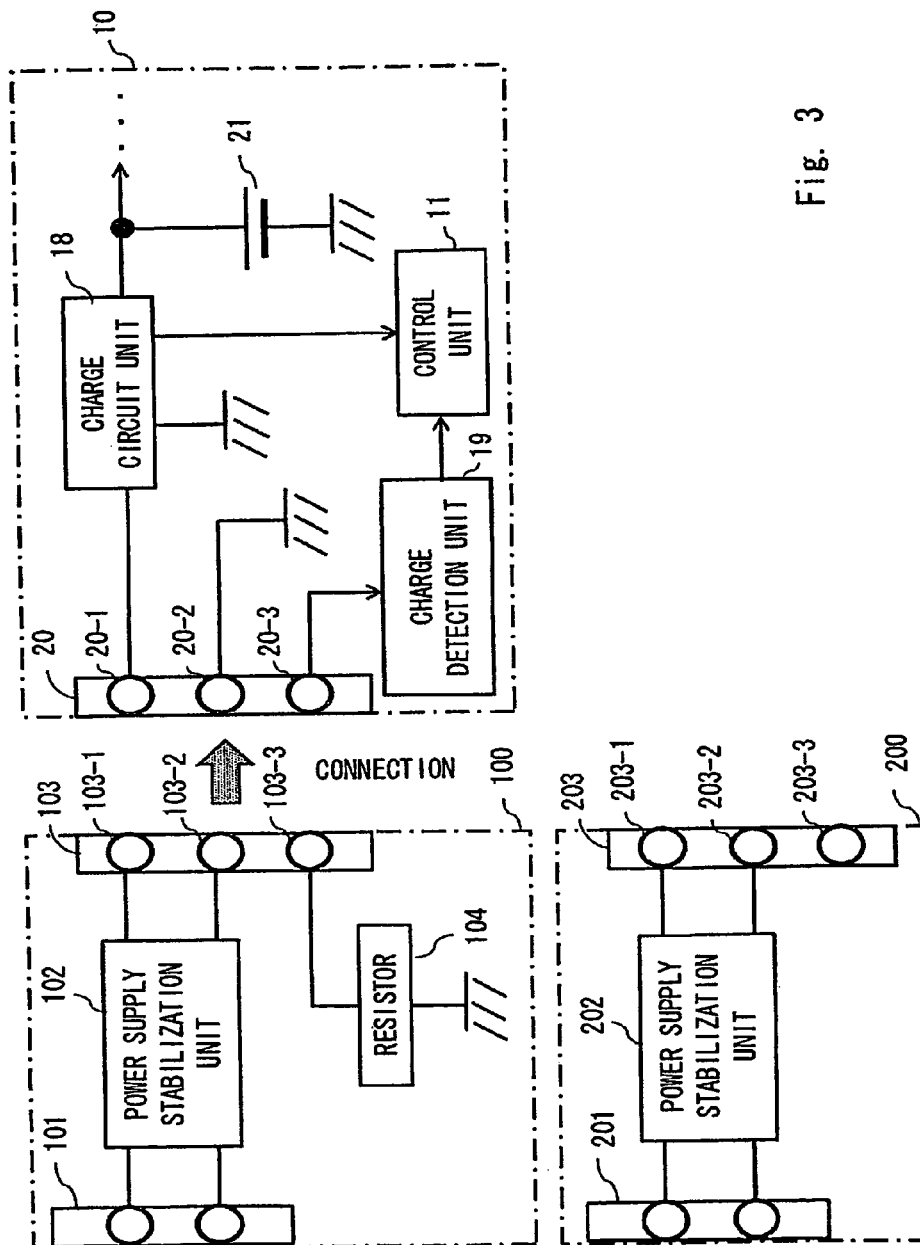 10
20
20-1
20-2
20-3
18
CHARGE
CIRCUIT UNIT
21
11
CONTROL
UNIT
19
CHARGE
DETECTION UNIT
CONNECTION
100
101
102
POWER SUPPLY
STABILIZATION
UNIT
103
103-1
103-2
103-3
104
RESISTOR
200
201
202
POWER SUPPLY
STABILIZATION
UNIT
203
203-1
203-2
203-3
Fig. 3